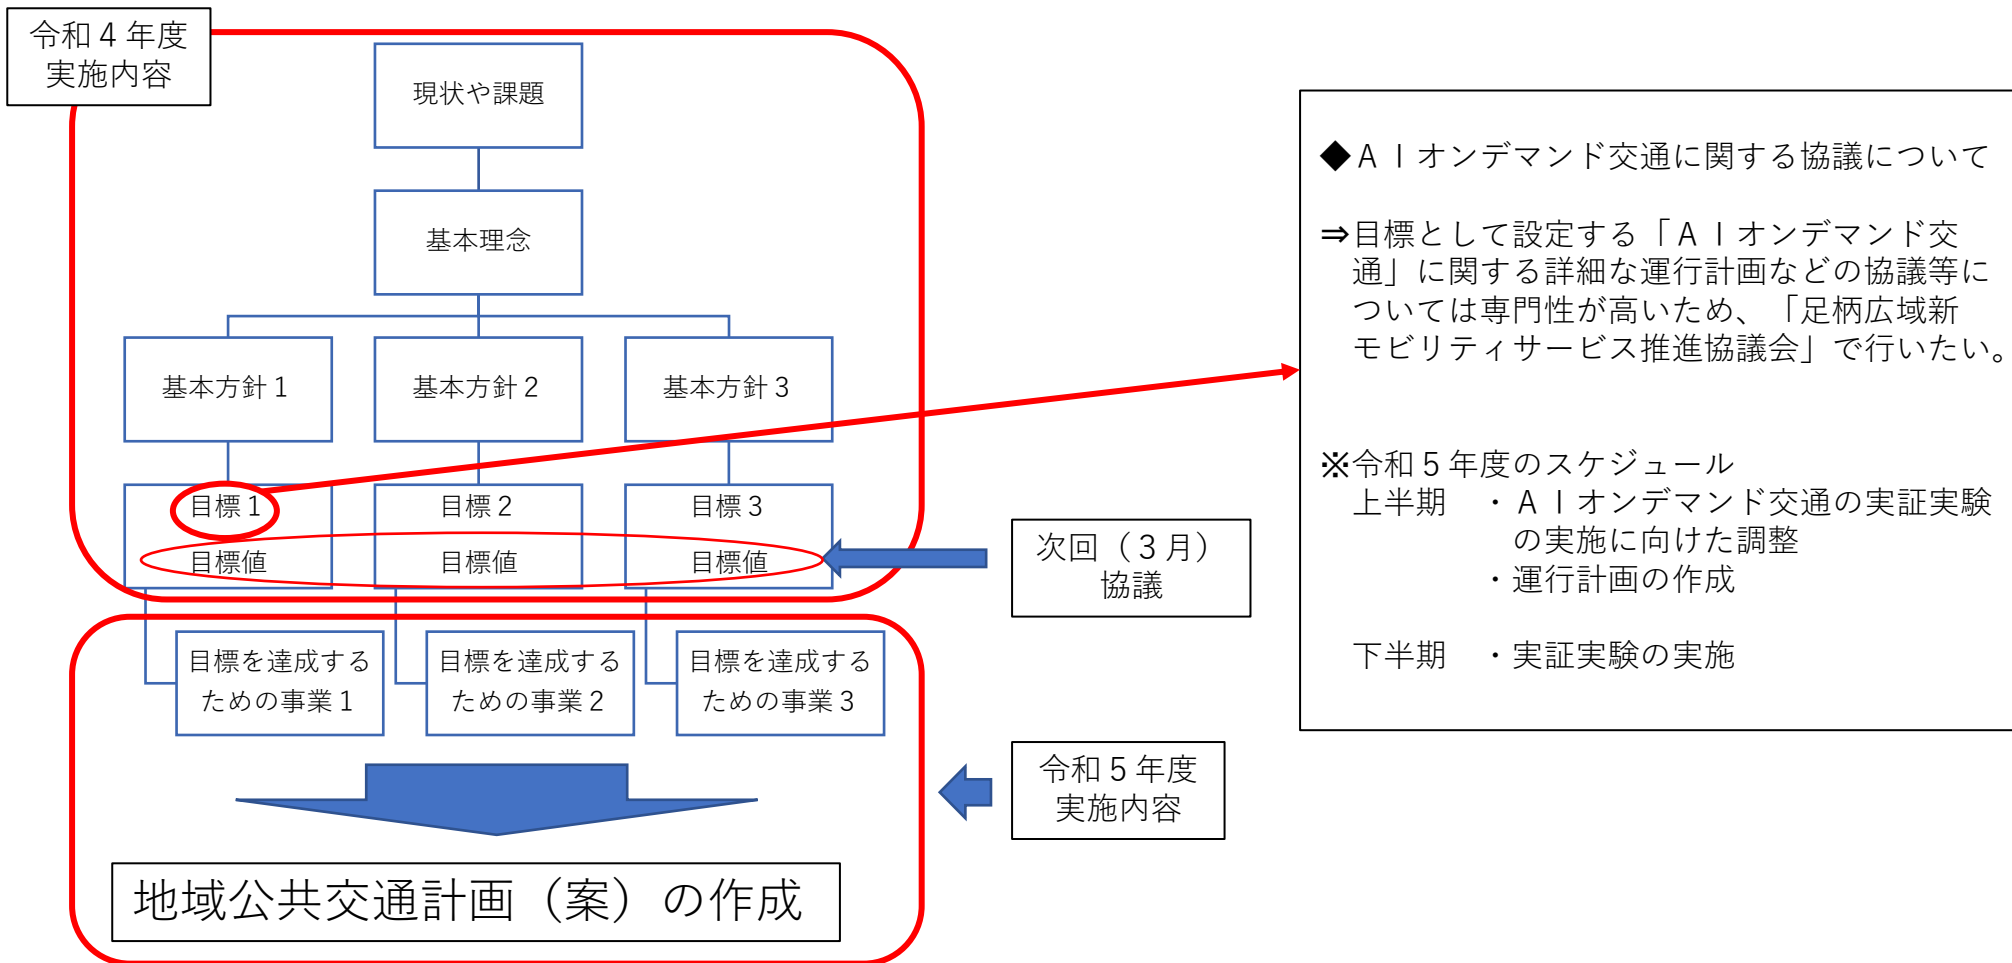 令和４年度
実施内容
現状や課題
基本理念
基本方針１
基本方針２
基本方針３
目標１
目標２
目標３
目標値
目標値
目標値
目標を達成する
ための事業１
目標を達成する
ための事業２
目標を達成する
ための事業３
地域公共交通計画（案）の作成
次回（３月）
協議
令和５年度
実施内容
◆ＡＩオンデマンド交通に関する協議について
⇒目標として設定する「ＡＩオンデマンド交
通」に関する詳細な運行計画などの協議等に
ついては専門性が高いため、「足柄広域新
モビリティサービス推進協議会」で行いたい。
※令和５年度のスケジュール
上半期　・ＡＩオンデマンド交通の実証実験
の実施に向けた調整
・運行計画の作成
下半期　・実証実験の実施